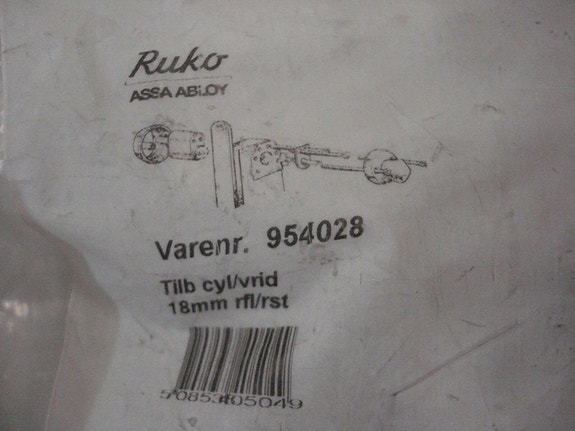 Ruko
ASSA ABLOY
Varenr. 954028
Tilb cyl/vrid
18mm rfl/rst